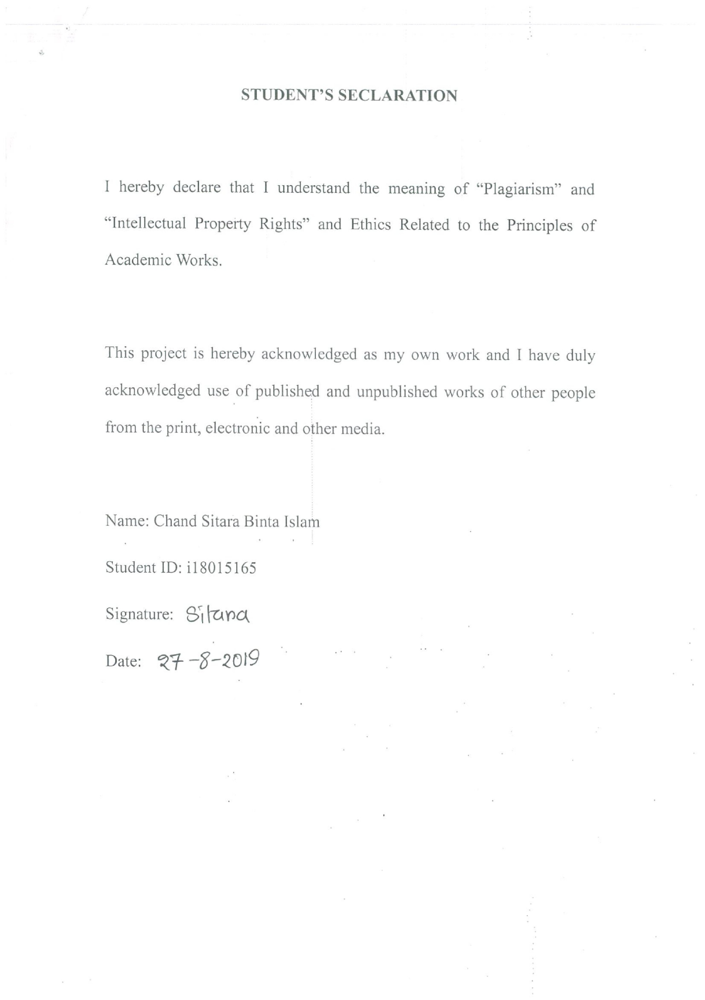 STUDENT’S SECLARATION
I hereby declare that I understand the meaning of “Plagiarism” and
“Intellectual Property Rights” and Ethics Related to the Principles of
Academic Works.
This project is hereby acknowledged as my own work and I have duly
acknowledged use of published and unpublished works of other people
from the print, electronic and other media.
Name: Chand Sitara Binta Islam
Student ID: i18015165
Signature: Sitara
Date: 27-8-2019